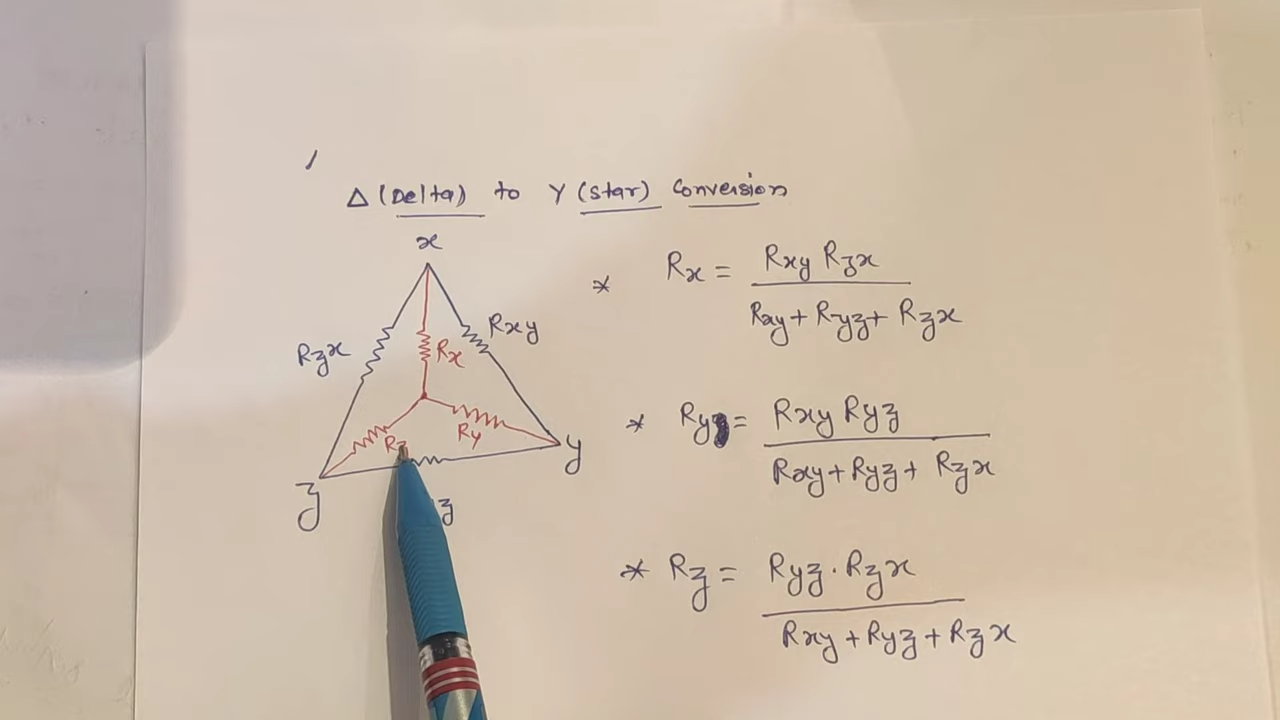 Δ (Delta) to Y (Star) Conversion
x
* Rx = Rxy Rzx
Rxy + Ryz + Rzx
Rzx
Rx
Rxy
* Ry = Rxy Ryz
Rxy + Ryz + Rzx
Rz
Ry
y
z
z
* Rz = Ryz . Rzx
Rxy + Ryz + Rzx